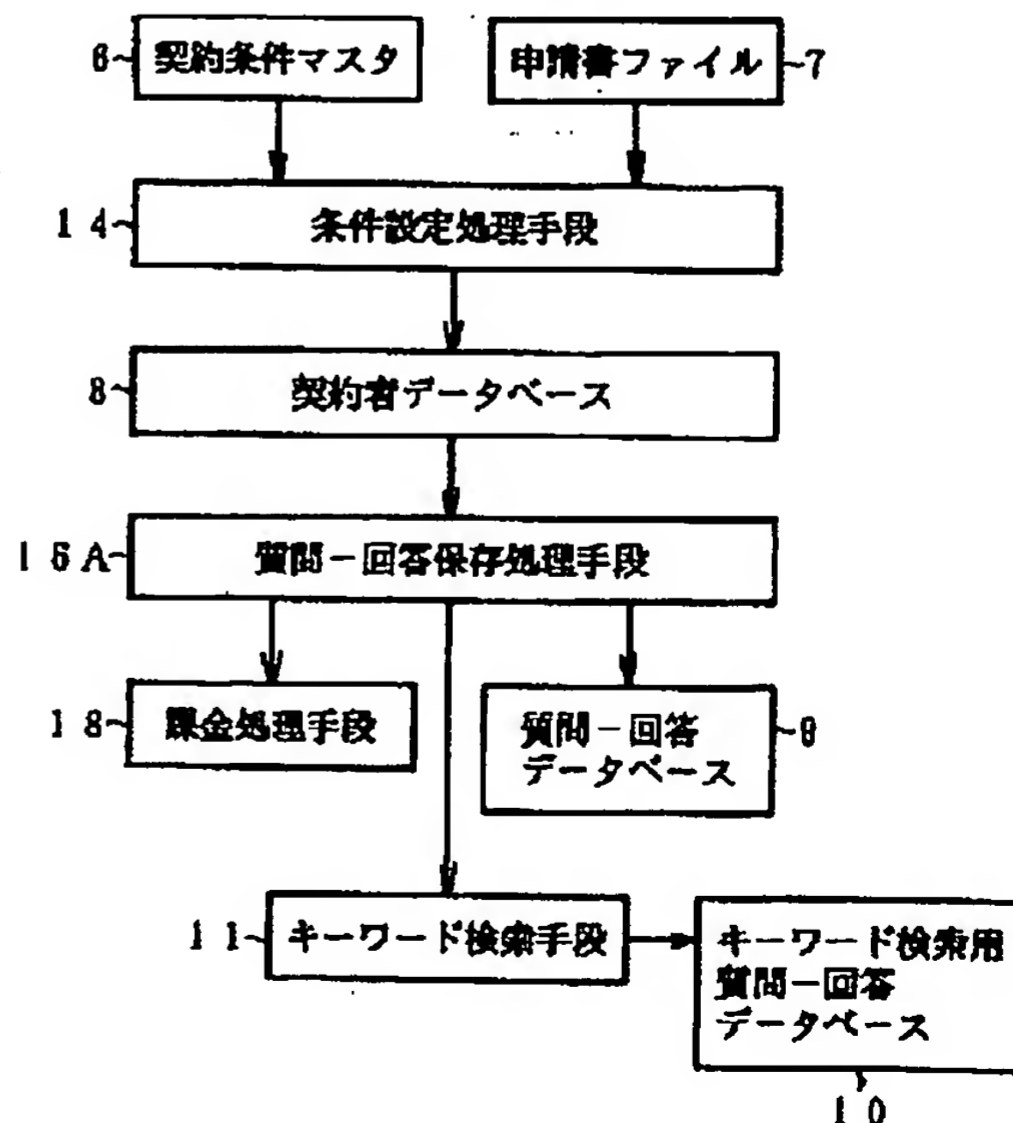 6 契約条件マスタ
申請書ファイル 7
14 条件設定処理手段
8 契約者データベース
16A 質問－回答保存処理手段
18 課金処理手段
質問－回答 9
データベース
11 キーワード検索手段
キーワード検索用
質問－回答
データベース
10